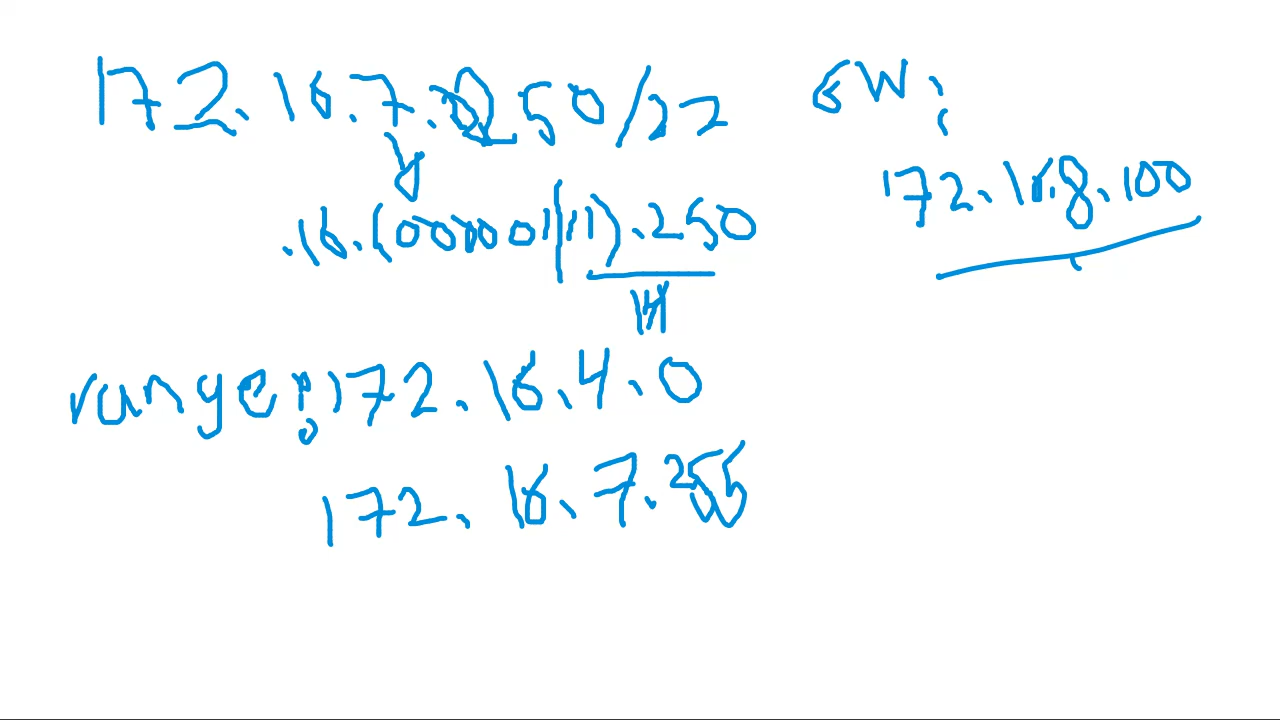 172.16.7.250/22
GW:
172.16.8.100
.16.(000001|11).250
range: 172.16.4.0
172.16.7.255